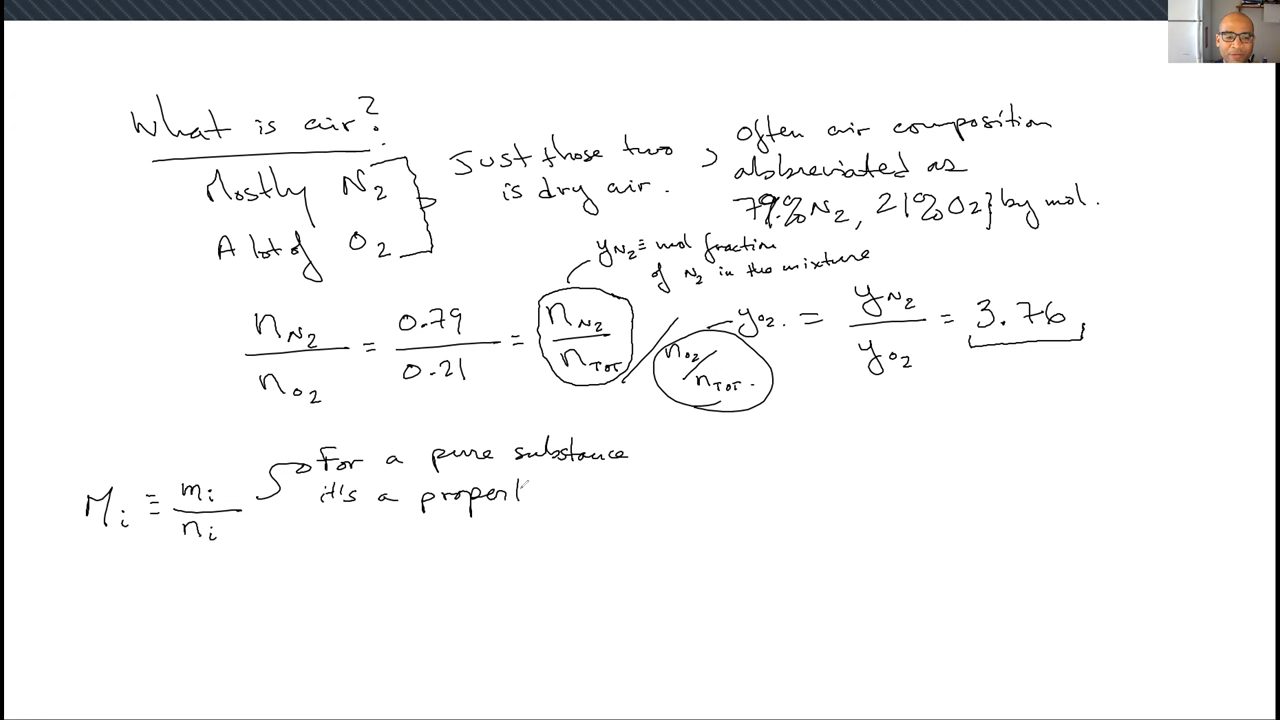 What is air?
Mostly N2
A lot of O2
Just those two
is dry air.
often air composition
abbreviated as
79% N2, 21% O2} by mol.
yN2 ≡ mol fraction
of N2 in the mixture
nN2 / nO2 = 0.79 / 0.21 = nN2 / nTOT / nO2 / nTOT. yO2. = yN2 / yO2 = 3.76
Mi ≡ mi / ni
For a pure substance
it's a propert